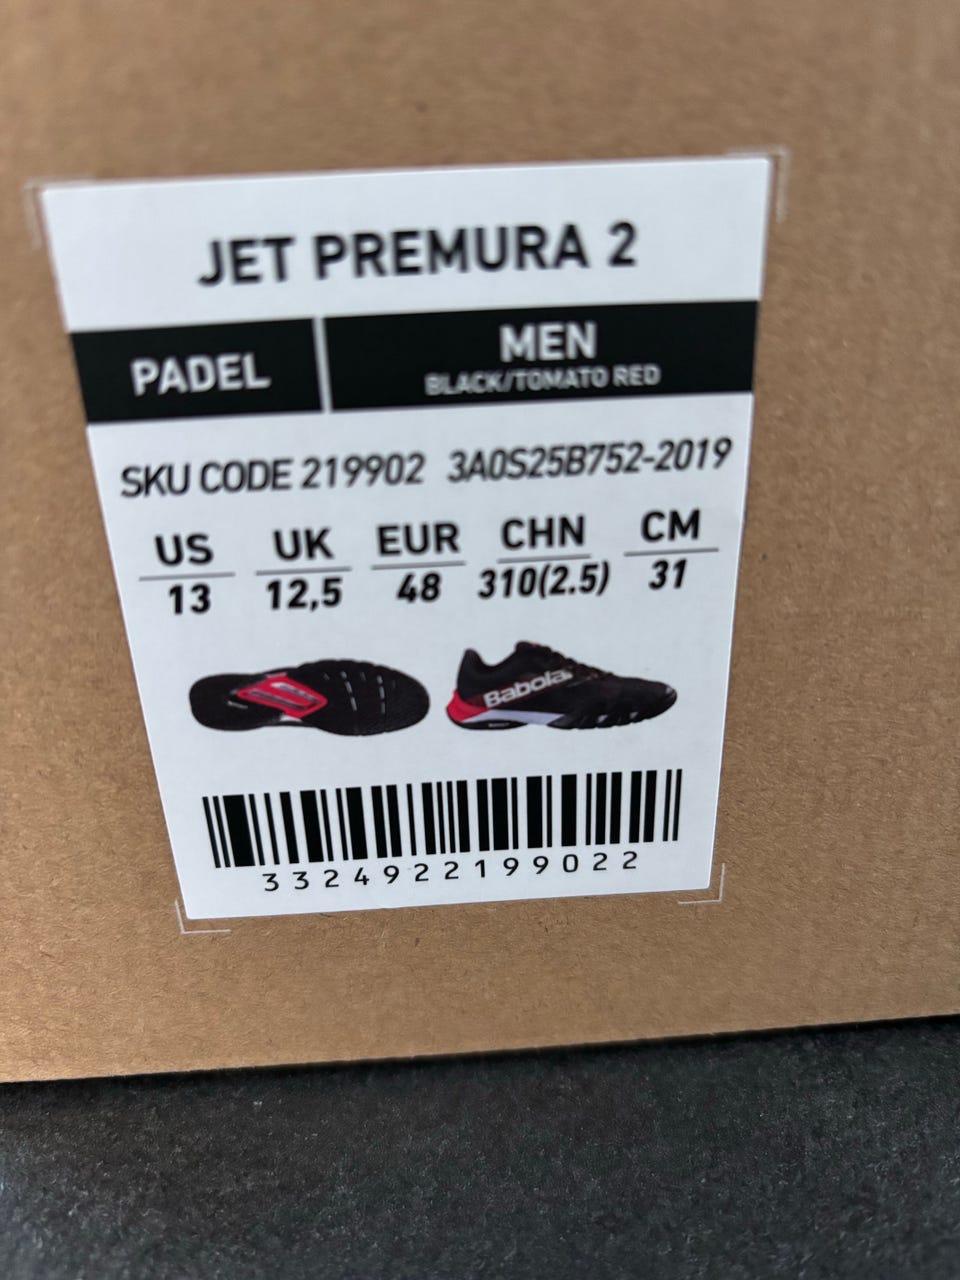 JET PREMURA 2
PADEL
MEN
BLACK/TOMATO RED
SKU CODE 219902 3A0S25B752-2019
US UK EUR CHN CM
13 12,5 48 310(2.5) 31
Babolat
3324922199022